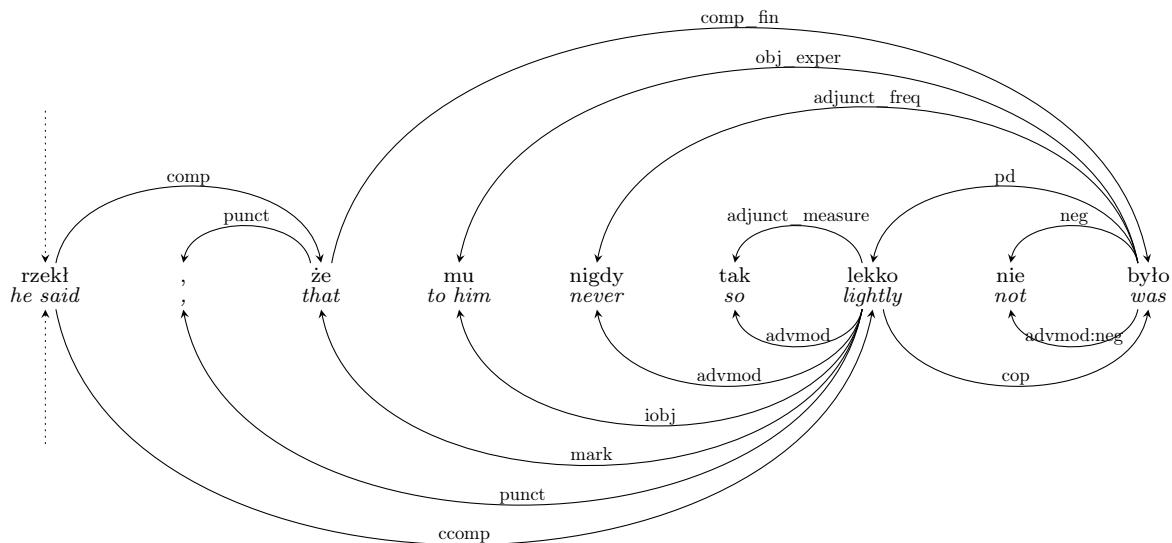 comp_fin
obj_exper
adjunct_freq
comp pd
punct adjunct_measure neg
rzekł , że mu nigdy tak lekko nie było
he said , that to him never so lightly not was
advmod advmod:neg
advmod cop
iobj
mark
punct
ccomp